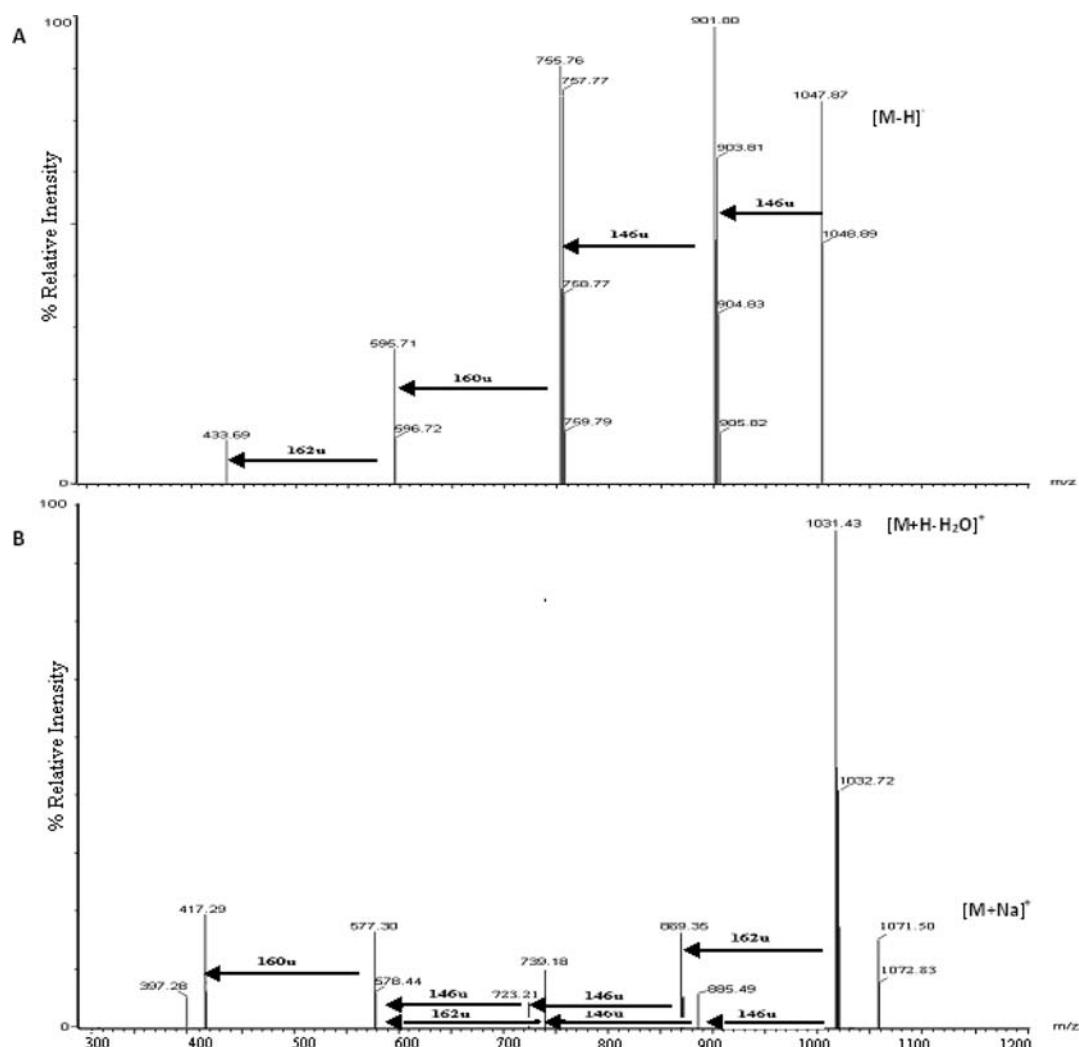 A
100
901.80
755.76
757.77
1047.87
[M-H]-
903.81
146u
146u
1048.89
758.77
904.83
% Relative Inensity
595.71
160u
596.72
759.79
905.82
433.69
162u
0
m/z
B
100
1031.43
[M+H-H₂O]+
% Relative Inensity
1032.72
[M+Na]+
417.29
577.30
869.35
162u
1071.50
160u
739.18
397.28
578.44
146u
723.21
146u
885.49
1072.83
162u
146u
146u
0
300 400 500 600 700 800 900 1000 1100 1200
m/z